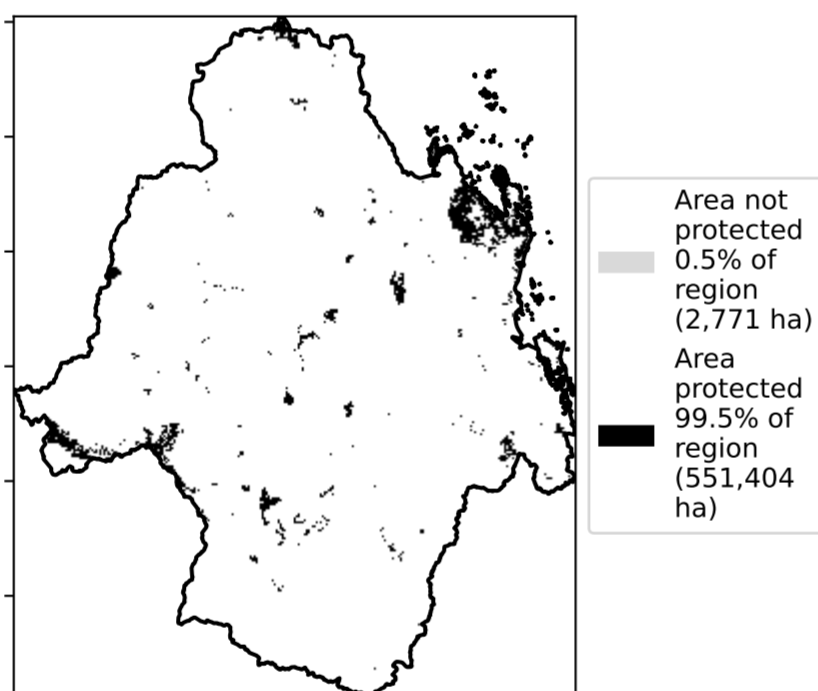 Area not
protected
0.5% of
region
(2,771 ha)
Area
protected
99.5% of
region
(551,404
ha)